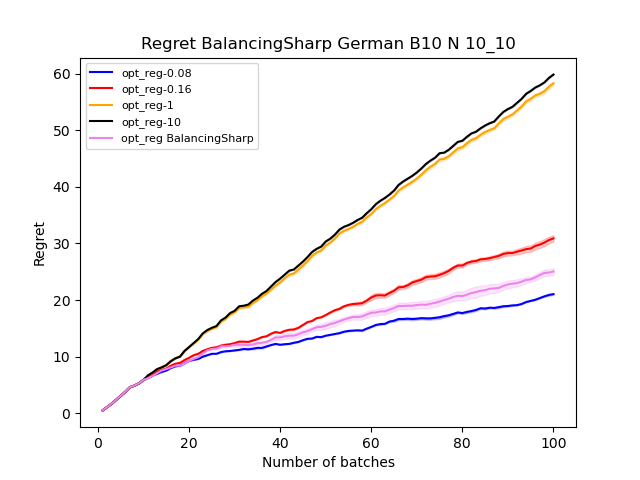 Regret BalancingSharp German B10 N 10_10
opt_reg-0.08
opt_reg-0.16
opt_reg-1
opt_reg-10
opt_reg BalancingSharp
60
50
40
30
20
10
0
Regret
0 20 40 60 80 100
Number of batches